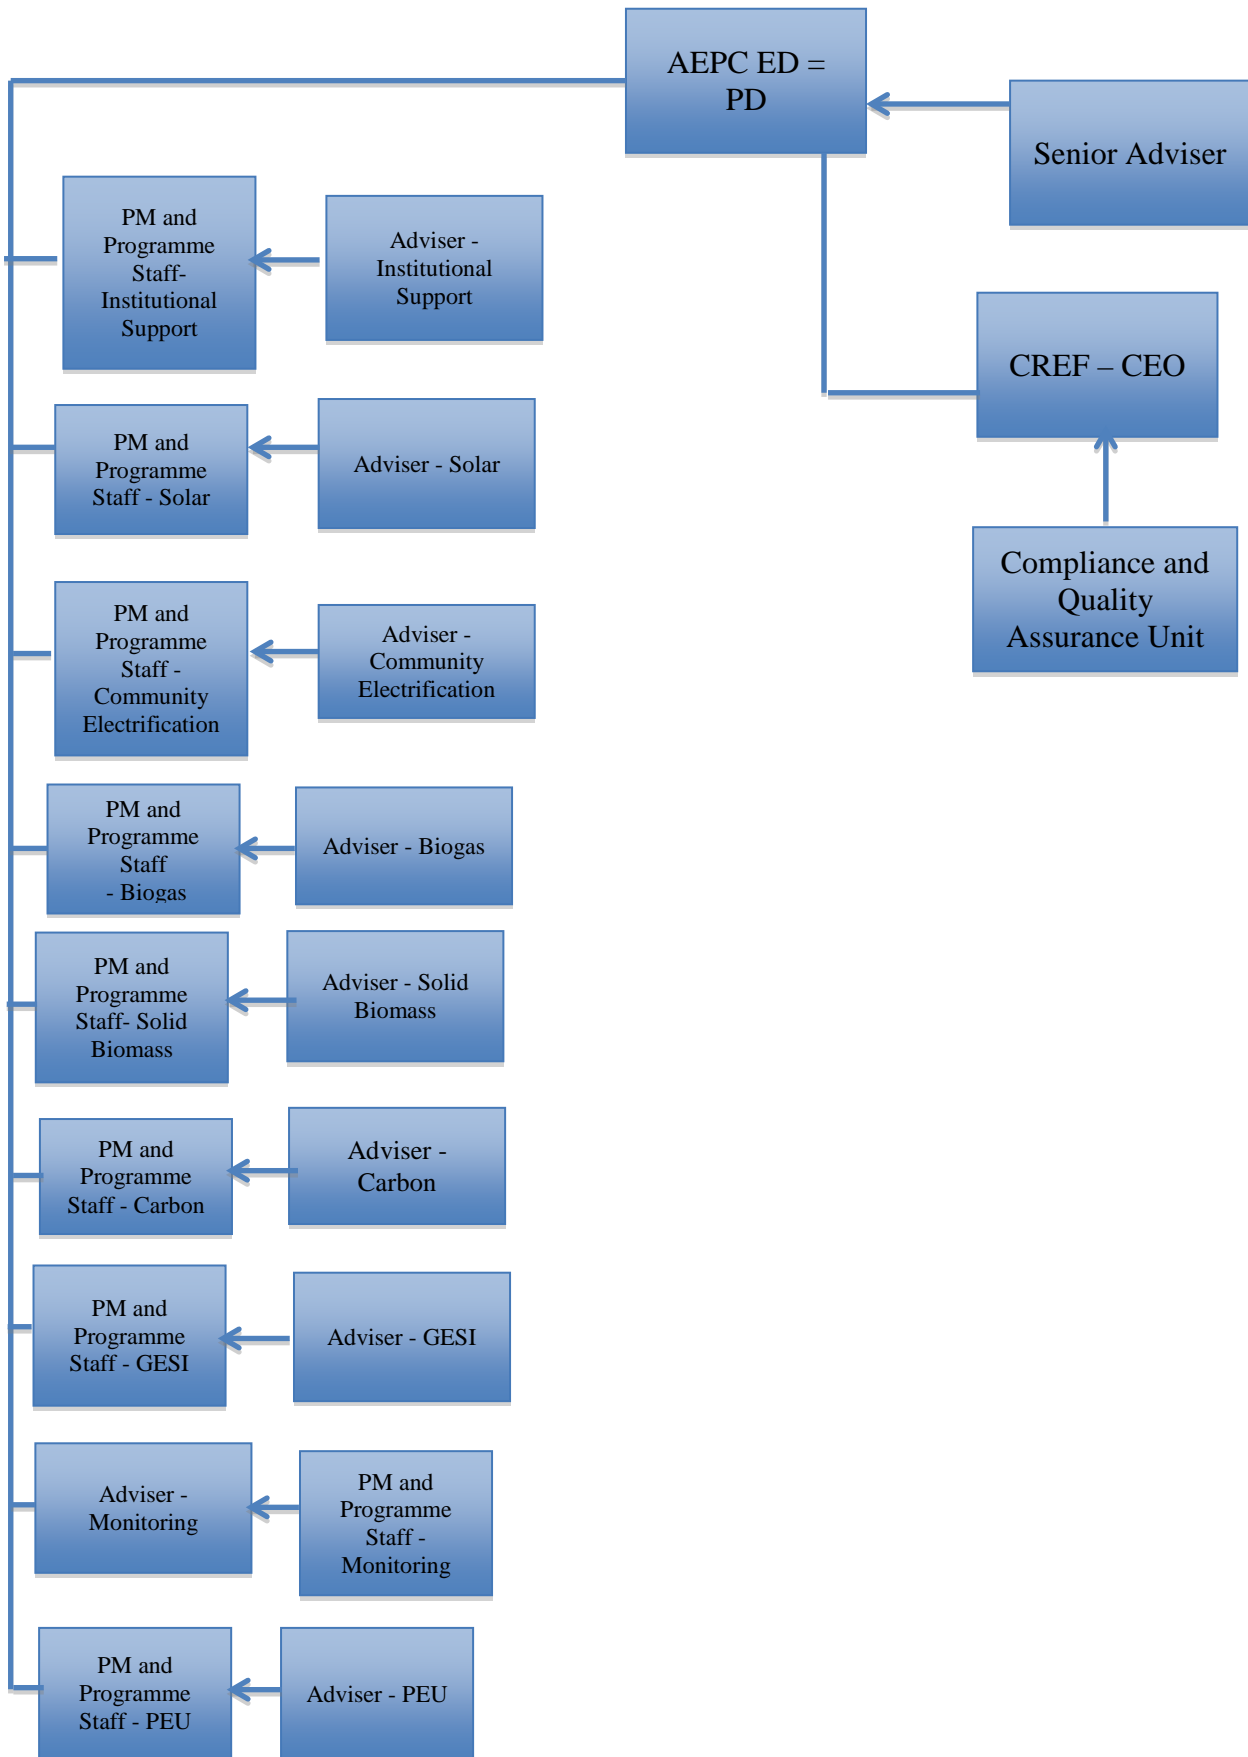 AEPC ED =
PD
Senior Adviser
PM and
Programme
Staff-
Institutional
Support
Adviser -
Institutional
Support
CREF – CEO
PM and
Programme
Staff - Solar
Adviser - Solar
Compliance and
Quality
Assurance Unit
PM and
Programme
Staff -
Community
Electrification
Adviser -
Community
Electrification
PM and
Programme
Staff
- Biogas
Adviser - Biogas
PM and
Programme
Staff- Solid
Biomass
Adviser - Solid
Biomass
PM and
Programme
Staff - Carbon
Adviser -
Carbon
PM and
Programme
Staff - GESI
Adviser - GESI
Adviser -
Monitoring
PM and
Programme
Staff -
Monitoring
PM and
Programme
Staff - PEU
Adviser - PEU